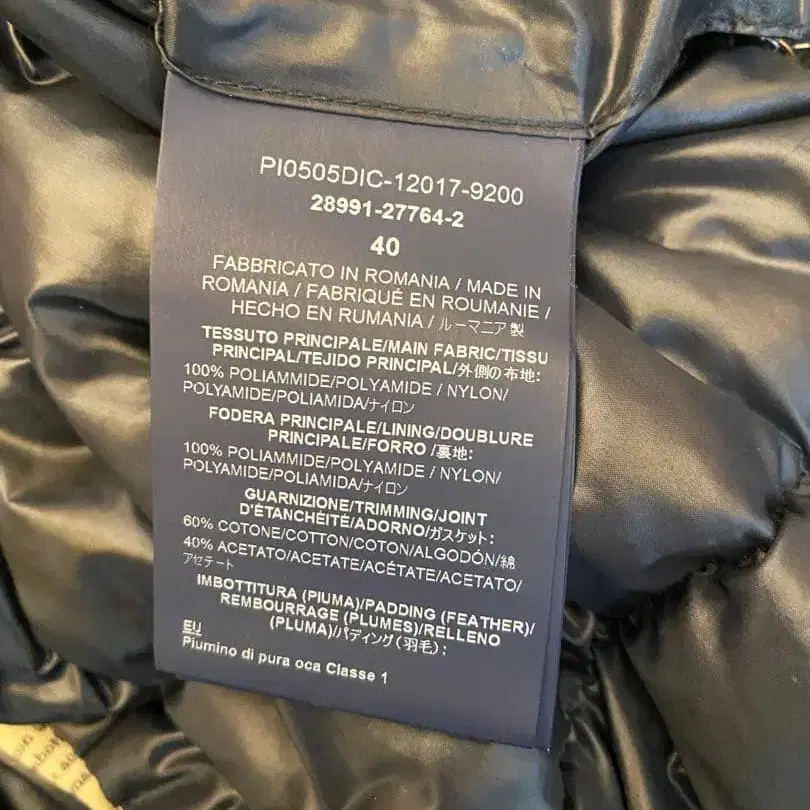 PI0505DIC-12017-9200
28991-27764-2
40
FABBRICATO IN ROMANIA / MADE IN
ROMANIA / FABRIQUÉ EN ROUMANIE /
HECHO EN RUMANIA / ルーマニア製
TESSUTO PRINCIPALE/MAIN FABRIC/TISSU
PRINCIPAL/TEJIDO PRINCIPAL/外側の布地:
100% POLIAMMIDE/POLYAMIDE / NYLON/
POLYAMIDE/POLIAMIDA/ナイロン
FODERA PRINCIPALE/LINING/DOUBLURE
PRINCIPALE/FORRO /裏地:
100% POLIAMMIDE/POLYAMIDE / NYLON/
POLYAMIDE/POLIAMIDA/ナイロン
GUARNIZIONE/TRIMMING/JOINT
D'ÉTANCHÉITÉ/ADORNO/ガスケット:
60% COTONE/COTTON/COTON/ALGODÓN/綿
40% ACETATO/ACETATE/ACÉTATE/ACETATO/
アセテート
IMBOTTITURA (PIUMA)/PADDING (FEATHER)/
REMBOURRAGE (PLUMES)/RELLENO
(PLUMA)/パディング(羽毛):
EU
Piumino di pura oca Classe 1